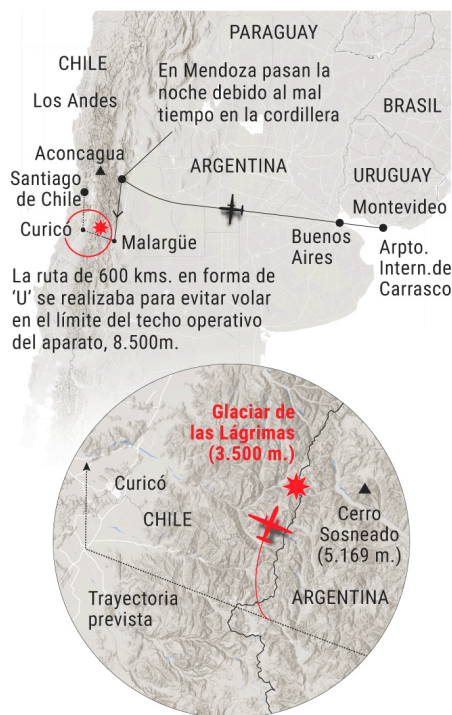 PARAGUAY
CHILE
En Mendoza pasan la
noche debido al mal
tiempo en la cordillera
Los Andes
BRASIL
Aconcagua
ARGENTINA
Santiago
de Chile
URUGUAY
Montevideo
Curicó
Malargüe
Buenos
Aires
Arpto.
Intern.de
Carrasco
La ruta de 600 kms. en forma de
‘U’ se realizaba para evitar volar
en el límite del techo operativo
del aparato, 8.500m.
Glaciar de
las Lágrimas
(3.500 m.)
Curicó
CHILE
Cerro
Sosneado
(5.169 m.)
Trayectoria
prevista
ARGENTINA